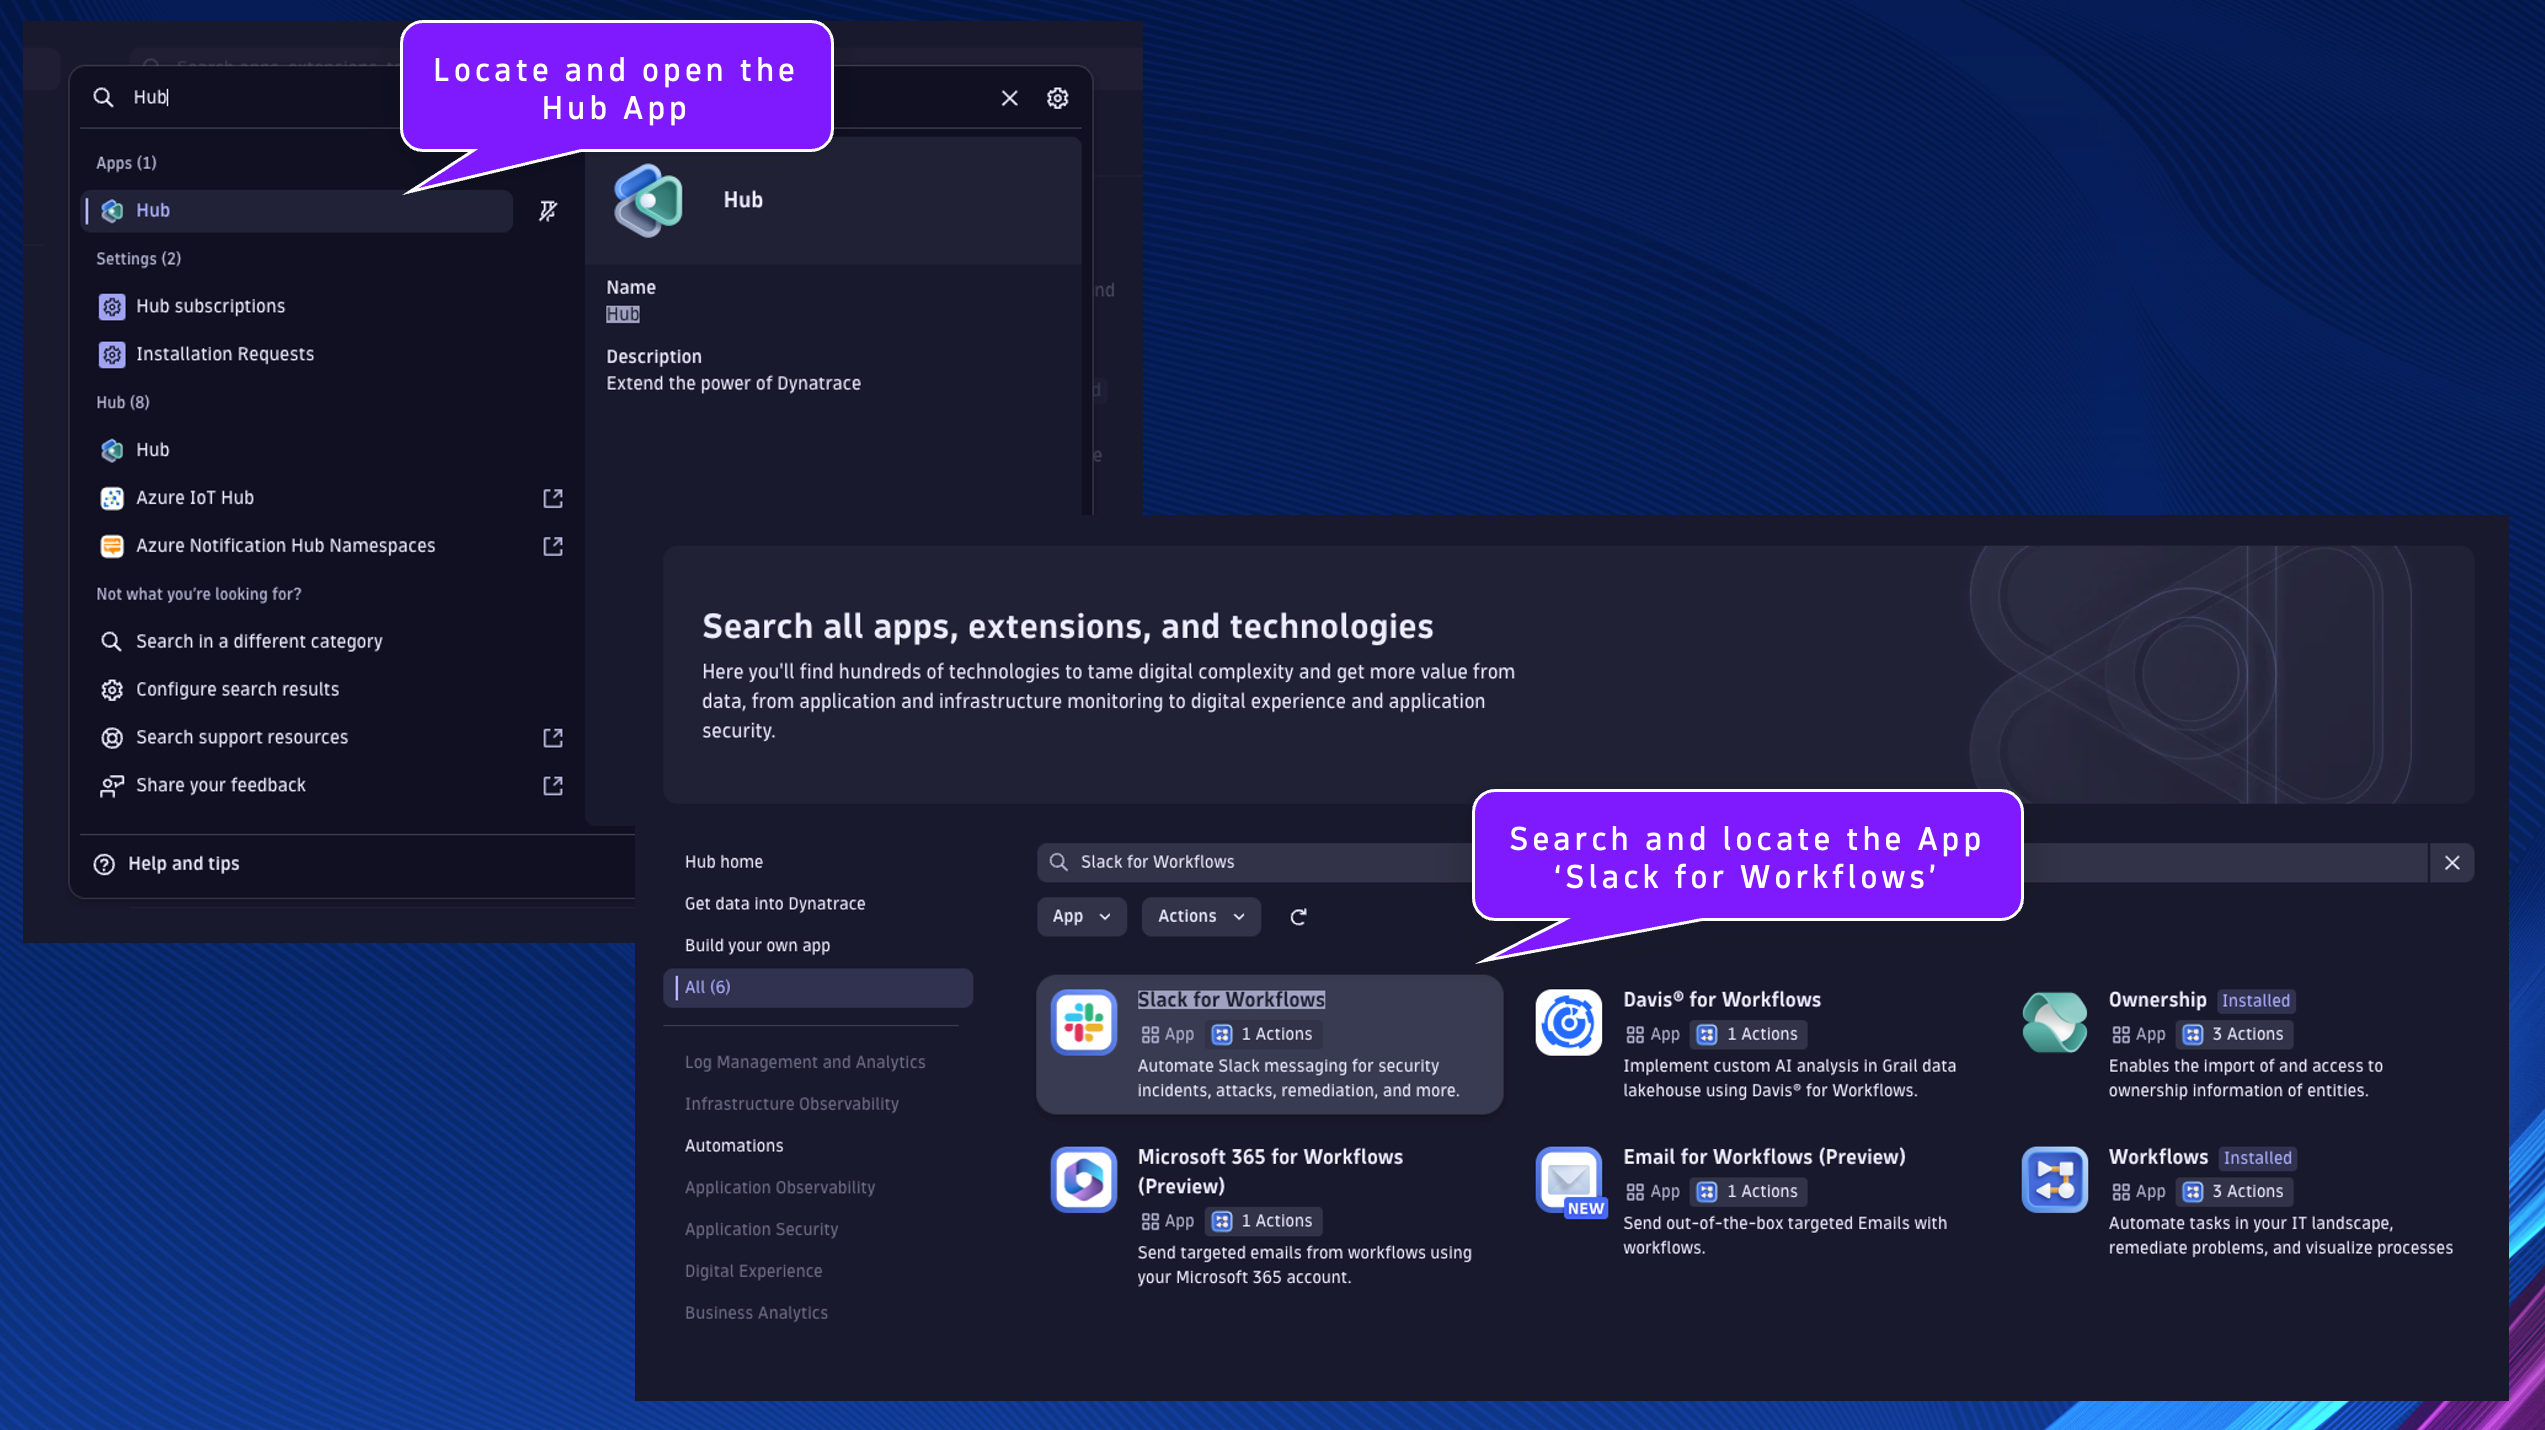 Locate and open the
Hub App
Hub
Apps (1)
Hub
Settings (2)
Hub subscriptions
Installation Requests
Hub (8)
Hub
Azure IoT Hub
Azure Notification Hub Namespaces
Not what you're looking for?
Search in a different category
Configure search results
Search support resources
Share your feedback
Help and tips
Hub
Name
Hub
Description
Extend the power of Dynatrace
Search all apps, extensions, and technologies
Here you'll find hundreds of technologies to tame digital complexity and get more value from
data, from application and infrastructure monitoring to digital experience and application
security.
Search and locate the App
‘Slack for Workflows’
Hub home
Get data into Dynatrace
Build your own app
All (6)
Log Management and Analytics
Infrastructure Observability
Automations
Application Observability
Application Security
Digital Experience
Business Analytics
Slack for Workflows
App
Actions
Slack for Workflows
App 1 Actions
Automate Slack messaging for security
incidents, attacks, remediation, and more.
Davis® for Workflows
App 1 Actions
Implement custom AI analysis in Grail data
lakehouse using Davis® for Workflows.
Ownership Installed
App 3 Actions
Enables the import of and access to
ownership information of entities.
Microsoft 365 for Workflows
(Preview)
App 1 Actions
Send targeted emails from workflows using
your Microsoft 365 account.
NEW
Email for Workflows (Preview)
App 1 Actions
Send out-of-the-box targeted Emails with
workflows.
Workflows Installed
App 3 Actions
Automate tasks in your IT landscape,
remediate problems, and visualize processes